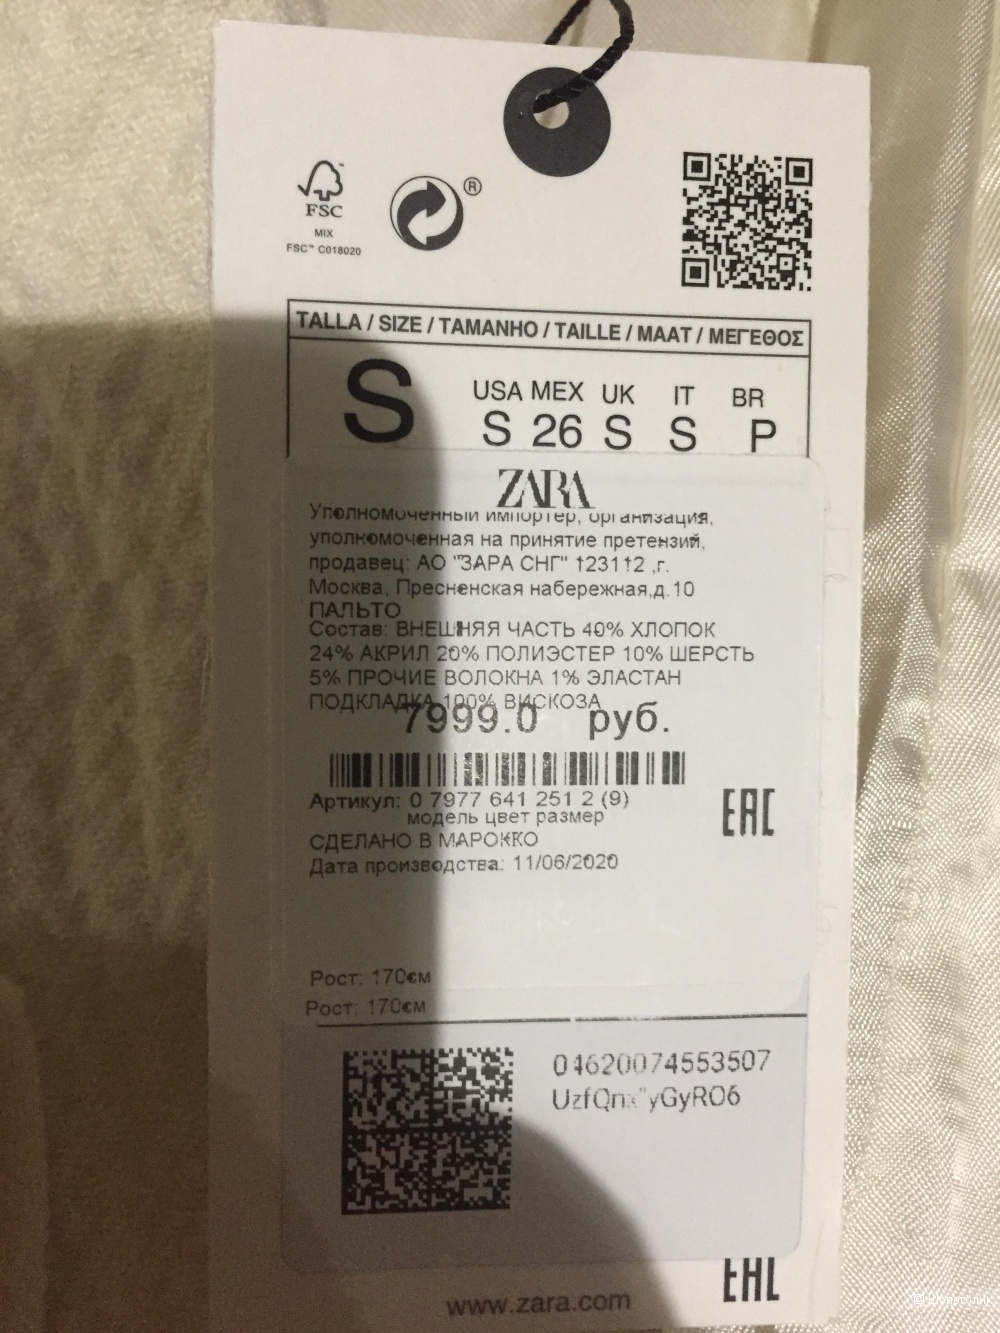 FSC
MIX
FSC™ C018020
®
TALLA / SIZE / TAMANHO / TAILLE / MAAT / ΜΕΓΕΘΟΣ
S
USA MEX UK IT BR
S 26 S S P
ZARA
Уполномоченный импортер, организация,
уполномоченная на принятие претензий,
продавец: АО "ЗАРА СНГ" 123112 ,г.
Москва, Пресненская набережная,д.10
ПАЛЬТО
Состав: ВНЕШНЯЯ ЧАСТЬ 40% ХЛОПОК
24% АКРИЛ 20% ПОЛИЭСТЕР 10% ШЕРСТЬ
5% ПРОЧИЕ ВОЛОКНА 1% ЭЛАСТАН
ПОДКЛАДКА 100% ВИСКОЗА
7999.0 руб.
Артикул: 0 7977 641 251 2 (9)
модель цвет размер
EAC
СДЕЛАНО В МАРОККО
Дата производства: 11/06/2020
Рост: 170см
Рост: 170см
04620074553507
EAC
www.zara.com